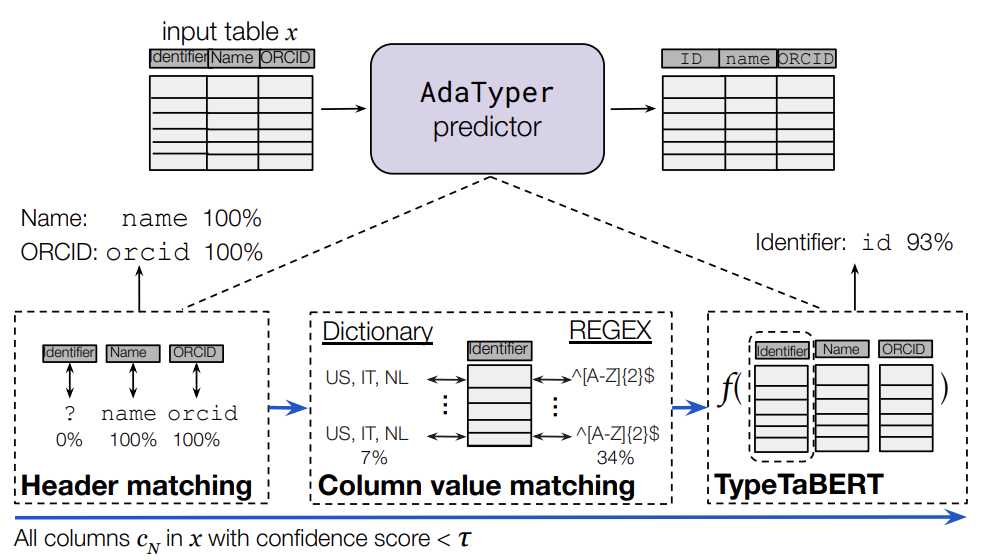 input table x
Identifier Name ORCID
AdaTyper
predictor
ID name ORCID
Name: name 100%
ORCID: orcid 100%
Identifier: id 93%
Identifier Name ORCID
? name orcid
0% 100% 100%
Header matching
Dictionary REGEX
Identifier
US, IT, NL ^[A-Z]{2}$
⋮ ⋮
US, IT, NL ^[A-Z]{2}$
7% 34%
Column value matching
Identifier Name ORCID
f( )
TypeTaBERT
All columns c_N in x with confidence score < τ